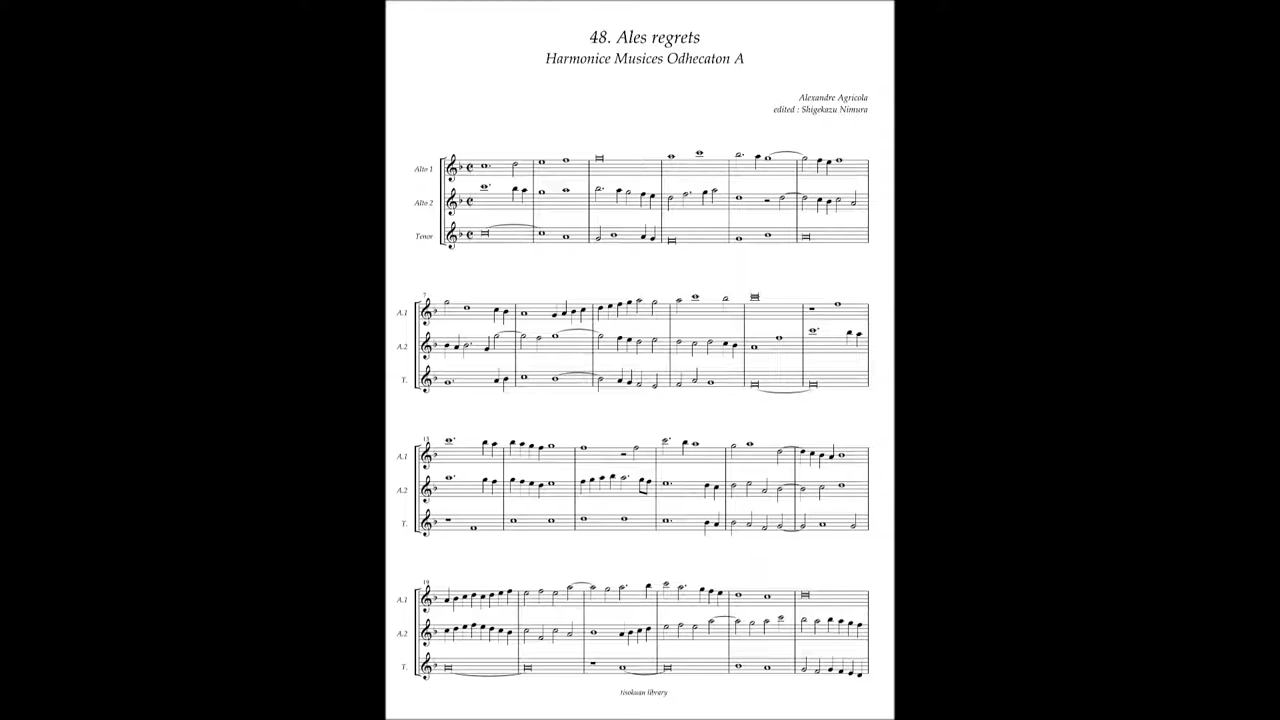 48. Ales regrets
Harmonice Musices Odhecaton A
Alexandre Agricola
edited : Shigekazu Nimura
Alto 1
Alto 2
Tenor
7
A.1
A.2
T.
13
A.1
A.2
T.
19
A.1
A.2
T.
Hisokuan library